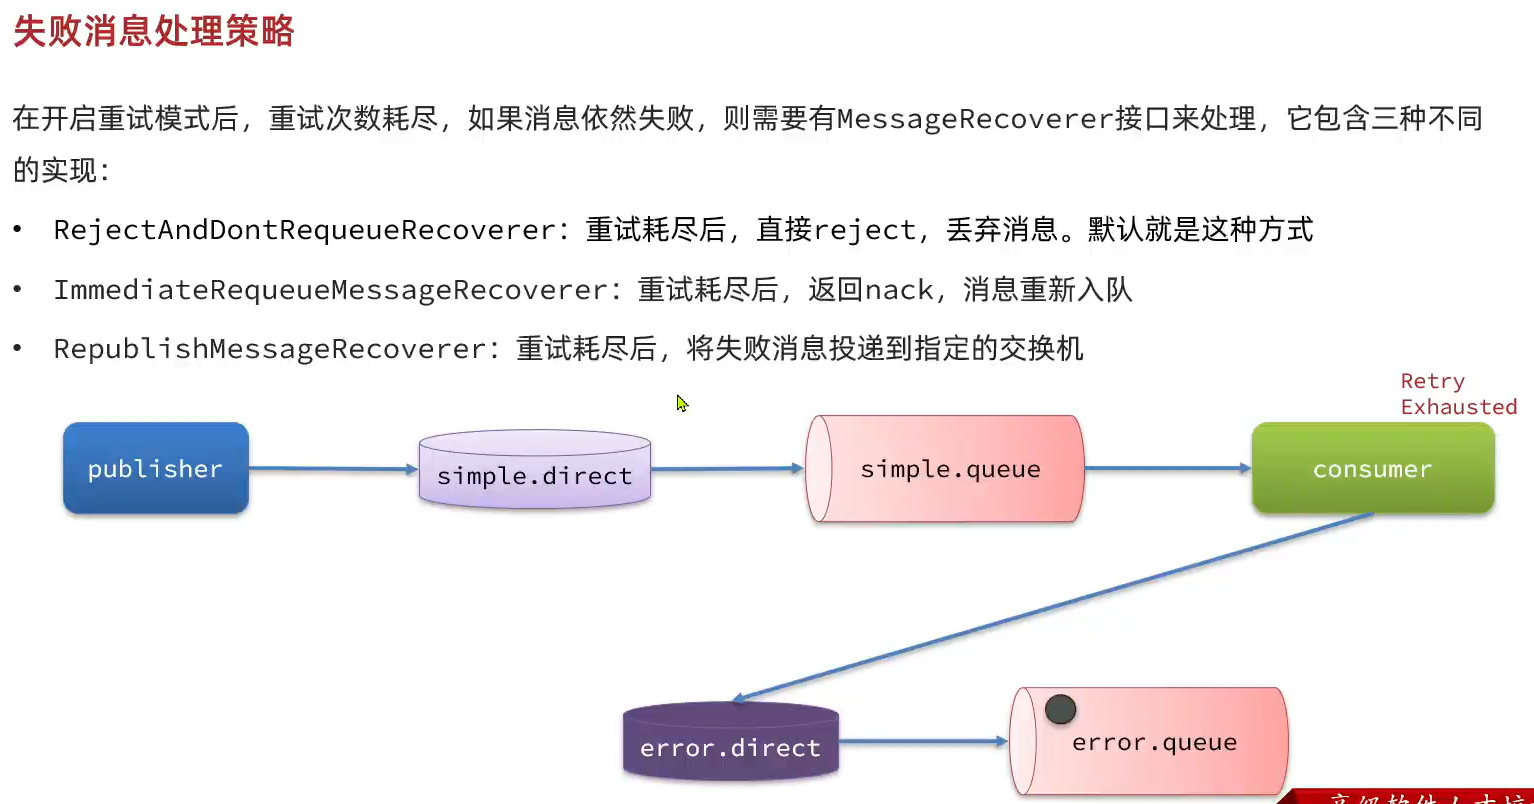 失败消息处理策略
在开启重试模式后，重试次数耗尽，如果消息依然失败，则需要有MessageRecoverer接口来处理，它包含三种不同
的实现：
• RejectAndDontRequeueRecoverer：重试耗尽后，直接reject，丢弃消息。默认就是这种方式
• ImmediateRequeueMessageRecoverer：重试耗尽后，返回nack，消息重新入队
• RepublishMessageRecoverer：重试耗尽后，将失败消息投递到指定的交换机
Retry
Exhausted
publisher
simple.direct
simple.queue
consumer
error.direct
error.queue